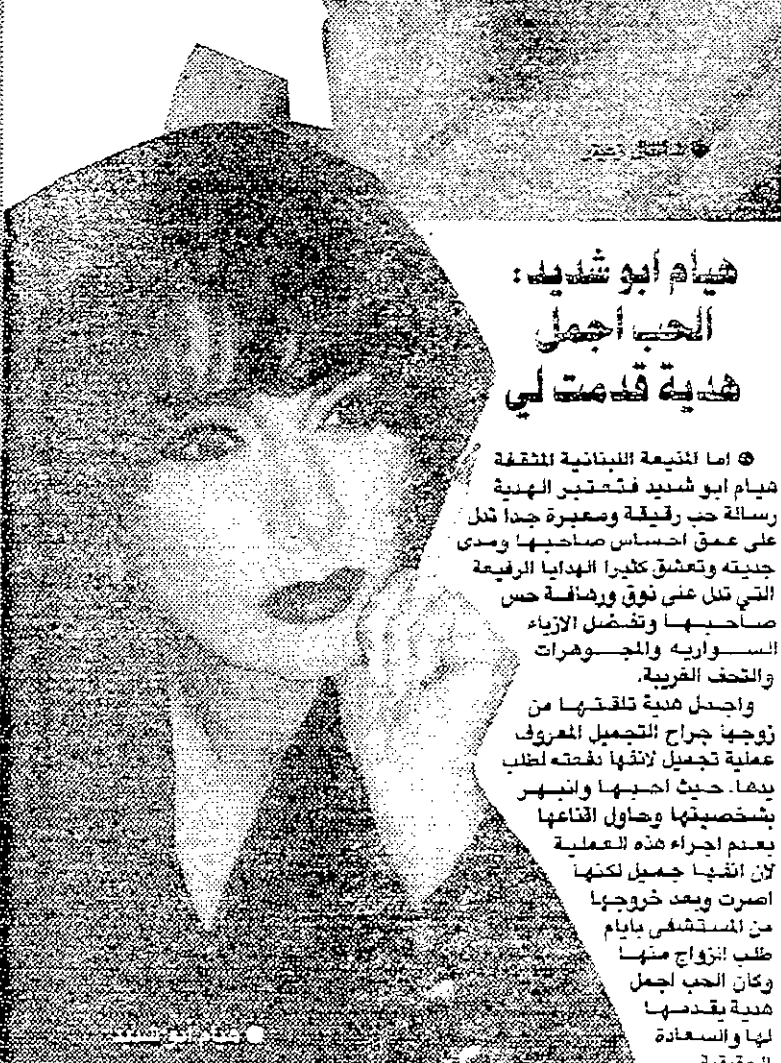 هيام ابو شديد:
الحب اجمل
هدية قدمت لي
اما المذيعة اللبنانية المثقفة
هيام ابو شديد فتعتبر الهدية
رسالة حب رقيقة ومعبرة جدا تدل
على عمق احساس صاحبها ومدى
جديته وتعشق كثيرا الهدايا الرفيعة
التي تدل على ذوق ورهافة حس
صاحبها وتفضل الازياء
السواريه والمجوهرات
والتحف الغريبة.
واجمل هدية تلقتها من
زوجها جراح التجميل المعروف
عملية تجميل لانفها دفعته لطلب
يدها. حيث احبها وانبهر
بشخصيتها وحاول اقناعها
بعدم اجراء هذه العملية
لان انفها جميل لكنها
اصرت وبعد خروجها
من المستشفى بايام
طلب الزواج منها
وكان الحب اجمل
هدية يقدمها
لها والسعادة
الحقيقية
هيام ابو شديد